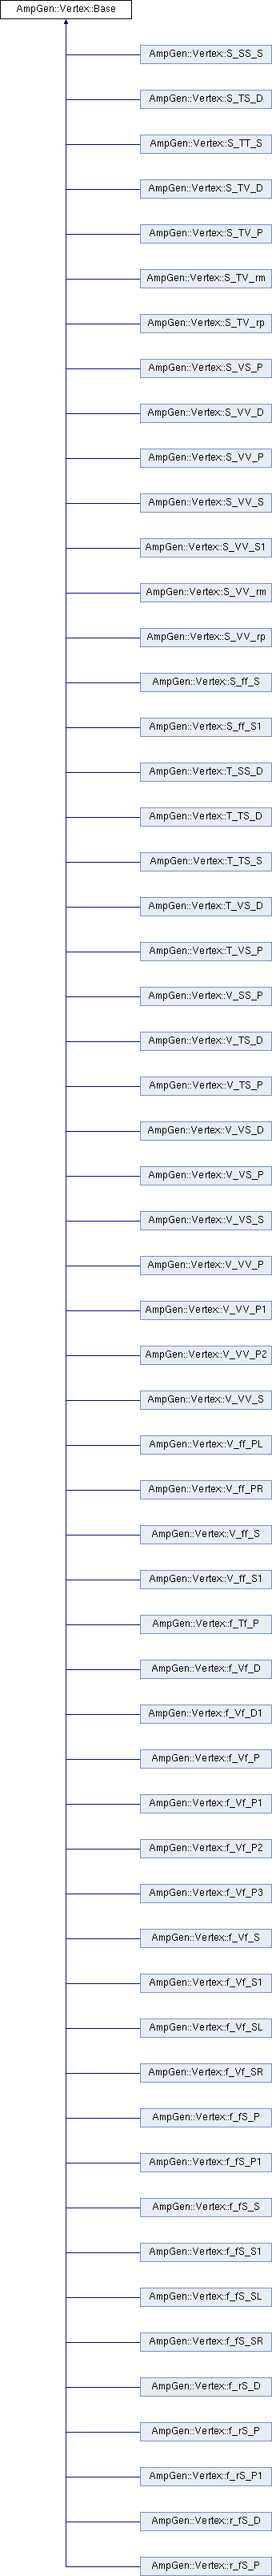 AmpGen::Vertex::Base
AmpGen::Vertex::S_SS_S
AmpGen::Vertex::S_TS_D
AmpGen::Vertex::S_TT_S
AmpGen::Vertex::S_TV_D
AmpGen::Vertex::S_TV_P
AmpGen::Vertex::S_TV_rm
AmpGen::Vertex::S_TV_rp
AmpGen::Vertex::S_VS_P
AmpGen::Vertex::S_VV_D
AmpGen::Vertex::S_VV_P
AmpGen::Vertex::S_VV_S
AmpGen::Vertex::S_VV_S1
AmpGen::Vertex::S_VV_rm
AmpGen::Vertex::S_VV_rp
AmpGen::Vertex::S_ff_S
AmpGen::Vertex::S_ff_S1
AmpGen::Vertex::T_SS_D
AmpGen::Vertex::T_TS_D
AmpGen::Vertex::T_TS_S
AmpGen::Vertex::T_VS_D
AmpGen::Vertex::T_VS_P
AmpGen::Vertex::V_SS_P
AmpGen::Vertex::V_TS_D
AmpGen::Vertex::V_TS_P
AmpGen::Vertex::V_VS_D
AmpGen::Vertex::V_VS_P
AmpGen::Vertex::V_VS_S
AmpGen::Vertex::V_VV_P
AmpGen::Vertex::V_VV_P1
AmpGen::Vertex::V_VV_P2
AmpGen::Vertex::V_VV_S
AmpGen::Vertex::V_ff_PL
AmpGen::Vertex::V_ff_PR
AmpGen::Vertex::V_ff_S
AmpGen::Vertex::V_ff_S1
AmpGen::Vertex::f_Tf_P
AmpGen::Vertex::f_Vf_D
AmpGen::Vertex::f_Vf_D1
AmpGen::Vertex::f_Vf_P
AmpGen::Vertex::f_Vf_P1
AmpGen::Vertex::f_Vf_P2
AmpGen::Vertex::f_Vf_P3
AmpGen::Vertex::f_Vf_S
AmpGen::Vertex::f_Vf_S1
AmpGen::Vertex::f_Vf_SL
AmpGen::Vertex::f_Vf_SR
AmpGen::Vertex::f_fS_P
AmpGen::Vertex::f_fS_P1
AmpGen::Vertex::f_fS_S
AmpGen::Vertex::f_fS_S1
AmpGen::Vertex::f_fS_SL
AmpGen::Vertex::f_fS_SR
AmpGen::Vertex::f_rS_D
AmpGen::Vertex::f_rS_P
AmpGen::Vertex::f_rS_P1
AmpGen::Vertex::r_fS_D
AmpGen::Vertex::r_fS_P